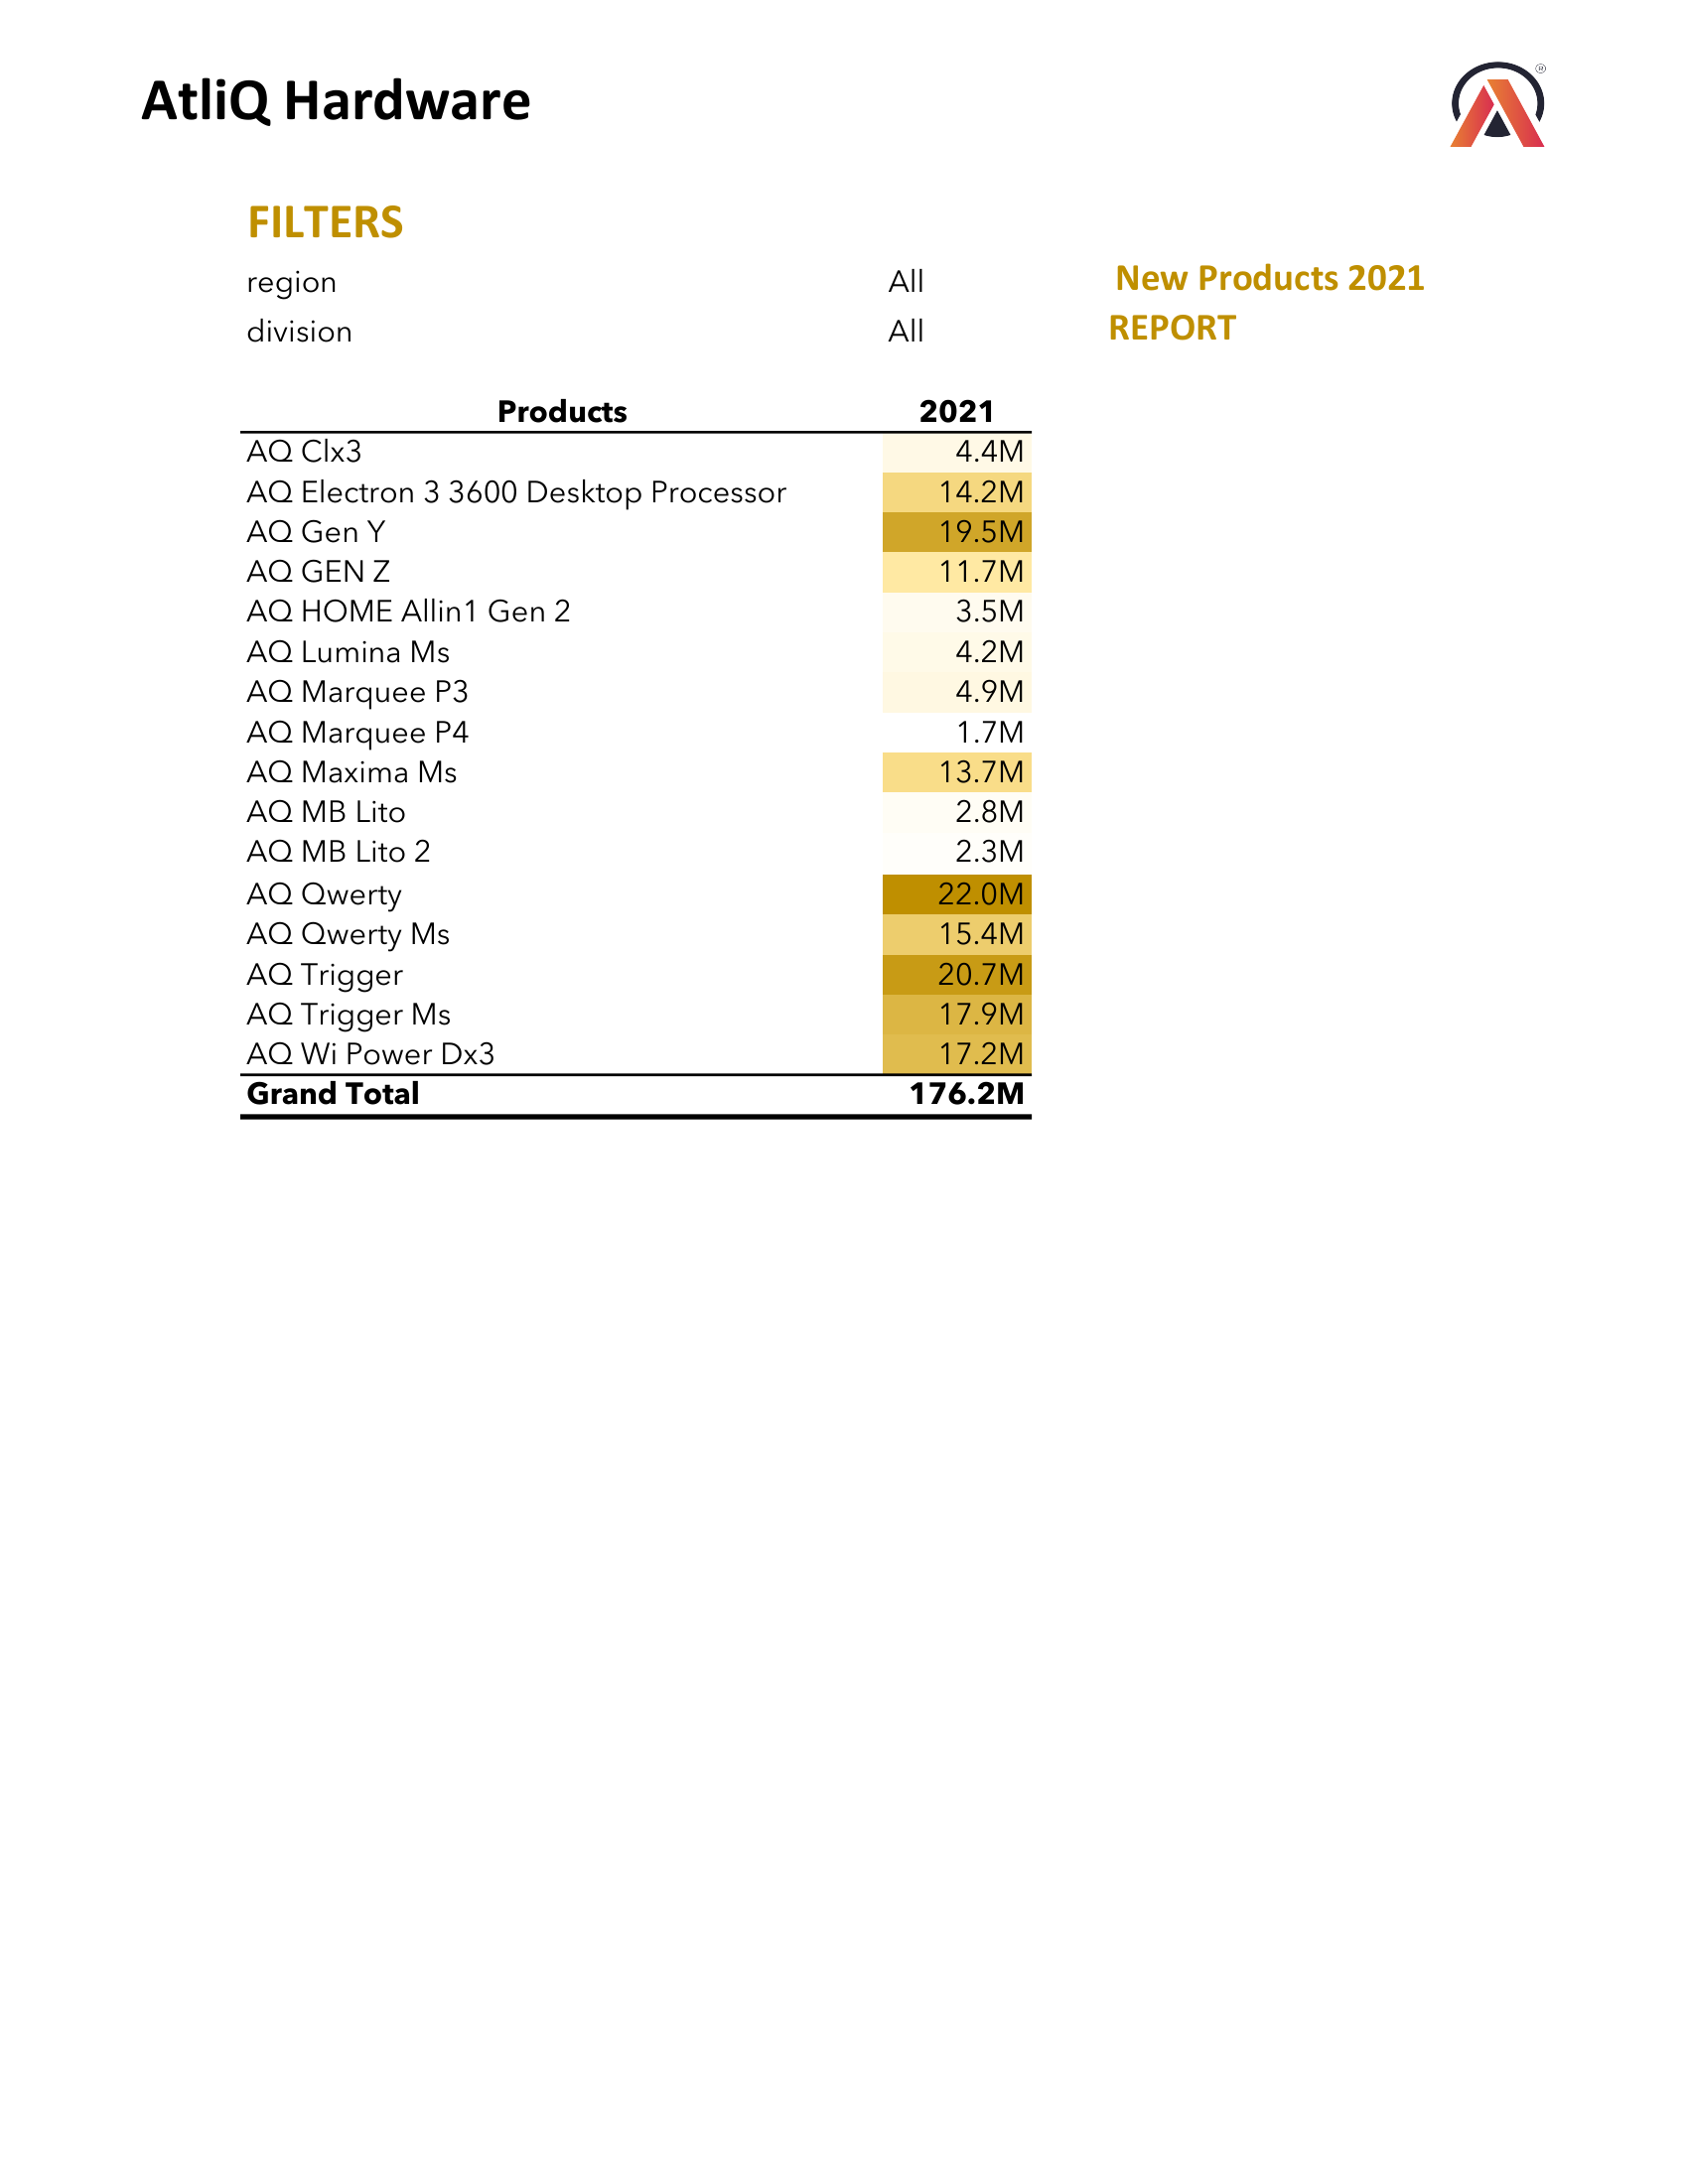 AtliQ Hardware
®
FILTERS
region All New Products 2021
division All REPORT
Products 2021
AQ Clx3 4.4M
AQ Electron 3 3600 Desktop Processor 14.2M
AQ Gen Y 19.5M
AQ GEN Z 11.7M
AQ HOME Allin1 Gen 2 3.5M
AQ Lumina Ms 4.2M
AQ Marquee P3 4.9M
AQ Marquee P4 1.7M
AQ Maxima Ms 13.7M
AQ MB Lito 2.8M
AQ MB Lito 2 2.3M
AQ Qwerty 22.0M
AQ Qwerty Ms 15.4M
AQ Trigger 20.7M
AQ Trigger Ms 17.9M
AQ Wi Power Dx3 17.2M
Grand Total 176.2M